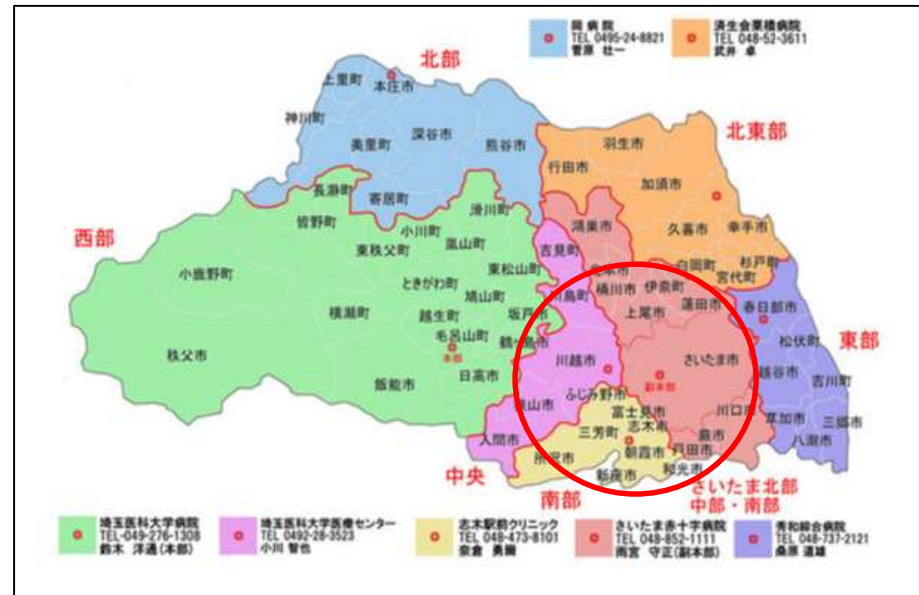 岡病院
TEL 0495-24-8821
菅原 壮一
済生会栗橋病院
TEL 048-52-3611
武井 卓
北部
上里町
本庄市
神川町
美里町
深谷市
熊谷市
北東部
羽生市
行田市
加須市
久喜市
幸手市
白岡町
杉戸町
宮代町
長瀞町
寄居町
皆野町
滑川町
小川町
嵐山町
東秩父町
西部
小鹿野町
東松山町
ときがわ町
鳩山町
横瀬町
越生町
坂戸市
毛呂山町
本部
鶴ヶ島市
秩父市
日高市
飯能市
吉見町
鴻巣市
川島町
桶川市
伊奈町
蓮田市
上尾市
春日部市
松伏町
東部
川越市
さいたま市
副本部
越谷市
吉川町
ふじみ野市
狭山市
富士見市
川口市
草加市
三郷市
三芳町
志木市
蕨市
八潮市
入間市
朝霞市
戸田市
所沢市
新座市
和光市
中央
南部
さいたま北部
中部・南部
埼玉医科大学病院
TEL-049-276-1308
鈴木 洋通(本部)
埼玉医科大学医療センター
TEL 0492-28-3523
小川 智也
志木駅前クリニック
TEL 048-473-8101
奈倉 勇爾
さいたま赤十字病院
TEL 048-852-1111
雨宮 守正(副本部)
秀和綜合病院
TEL 048-737-2121
桑原 道雄